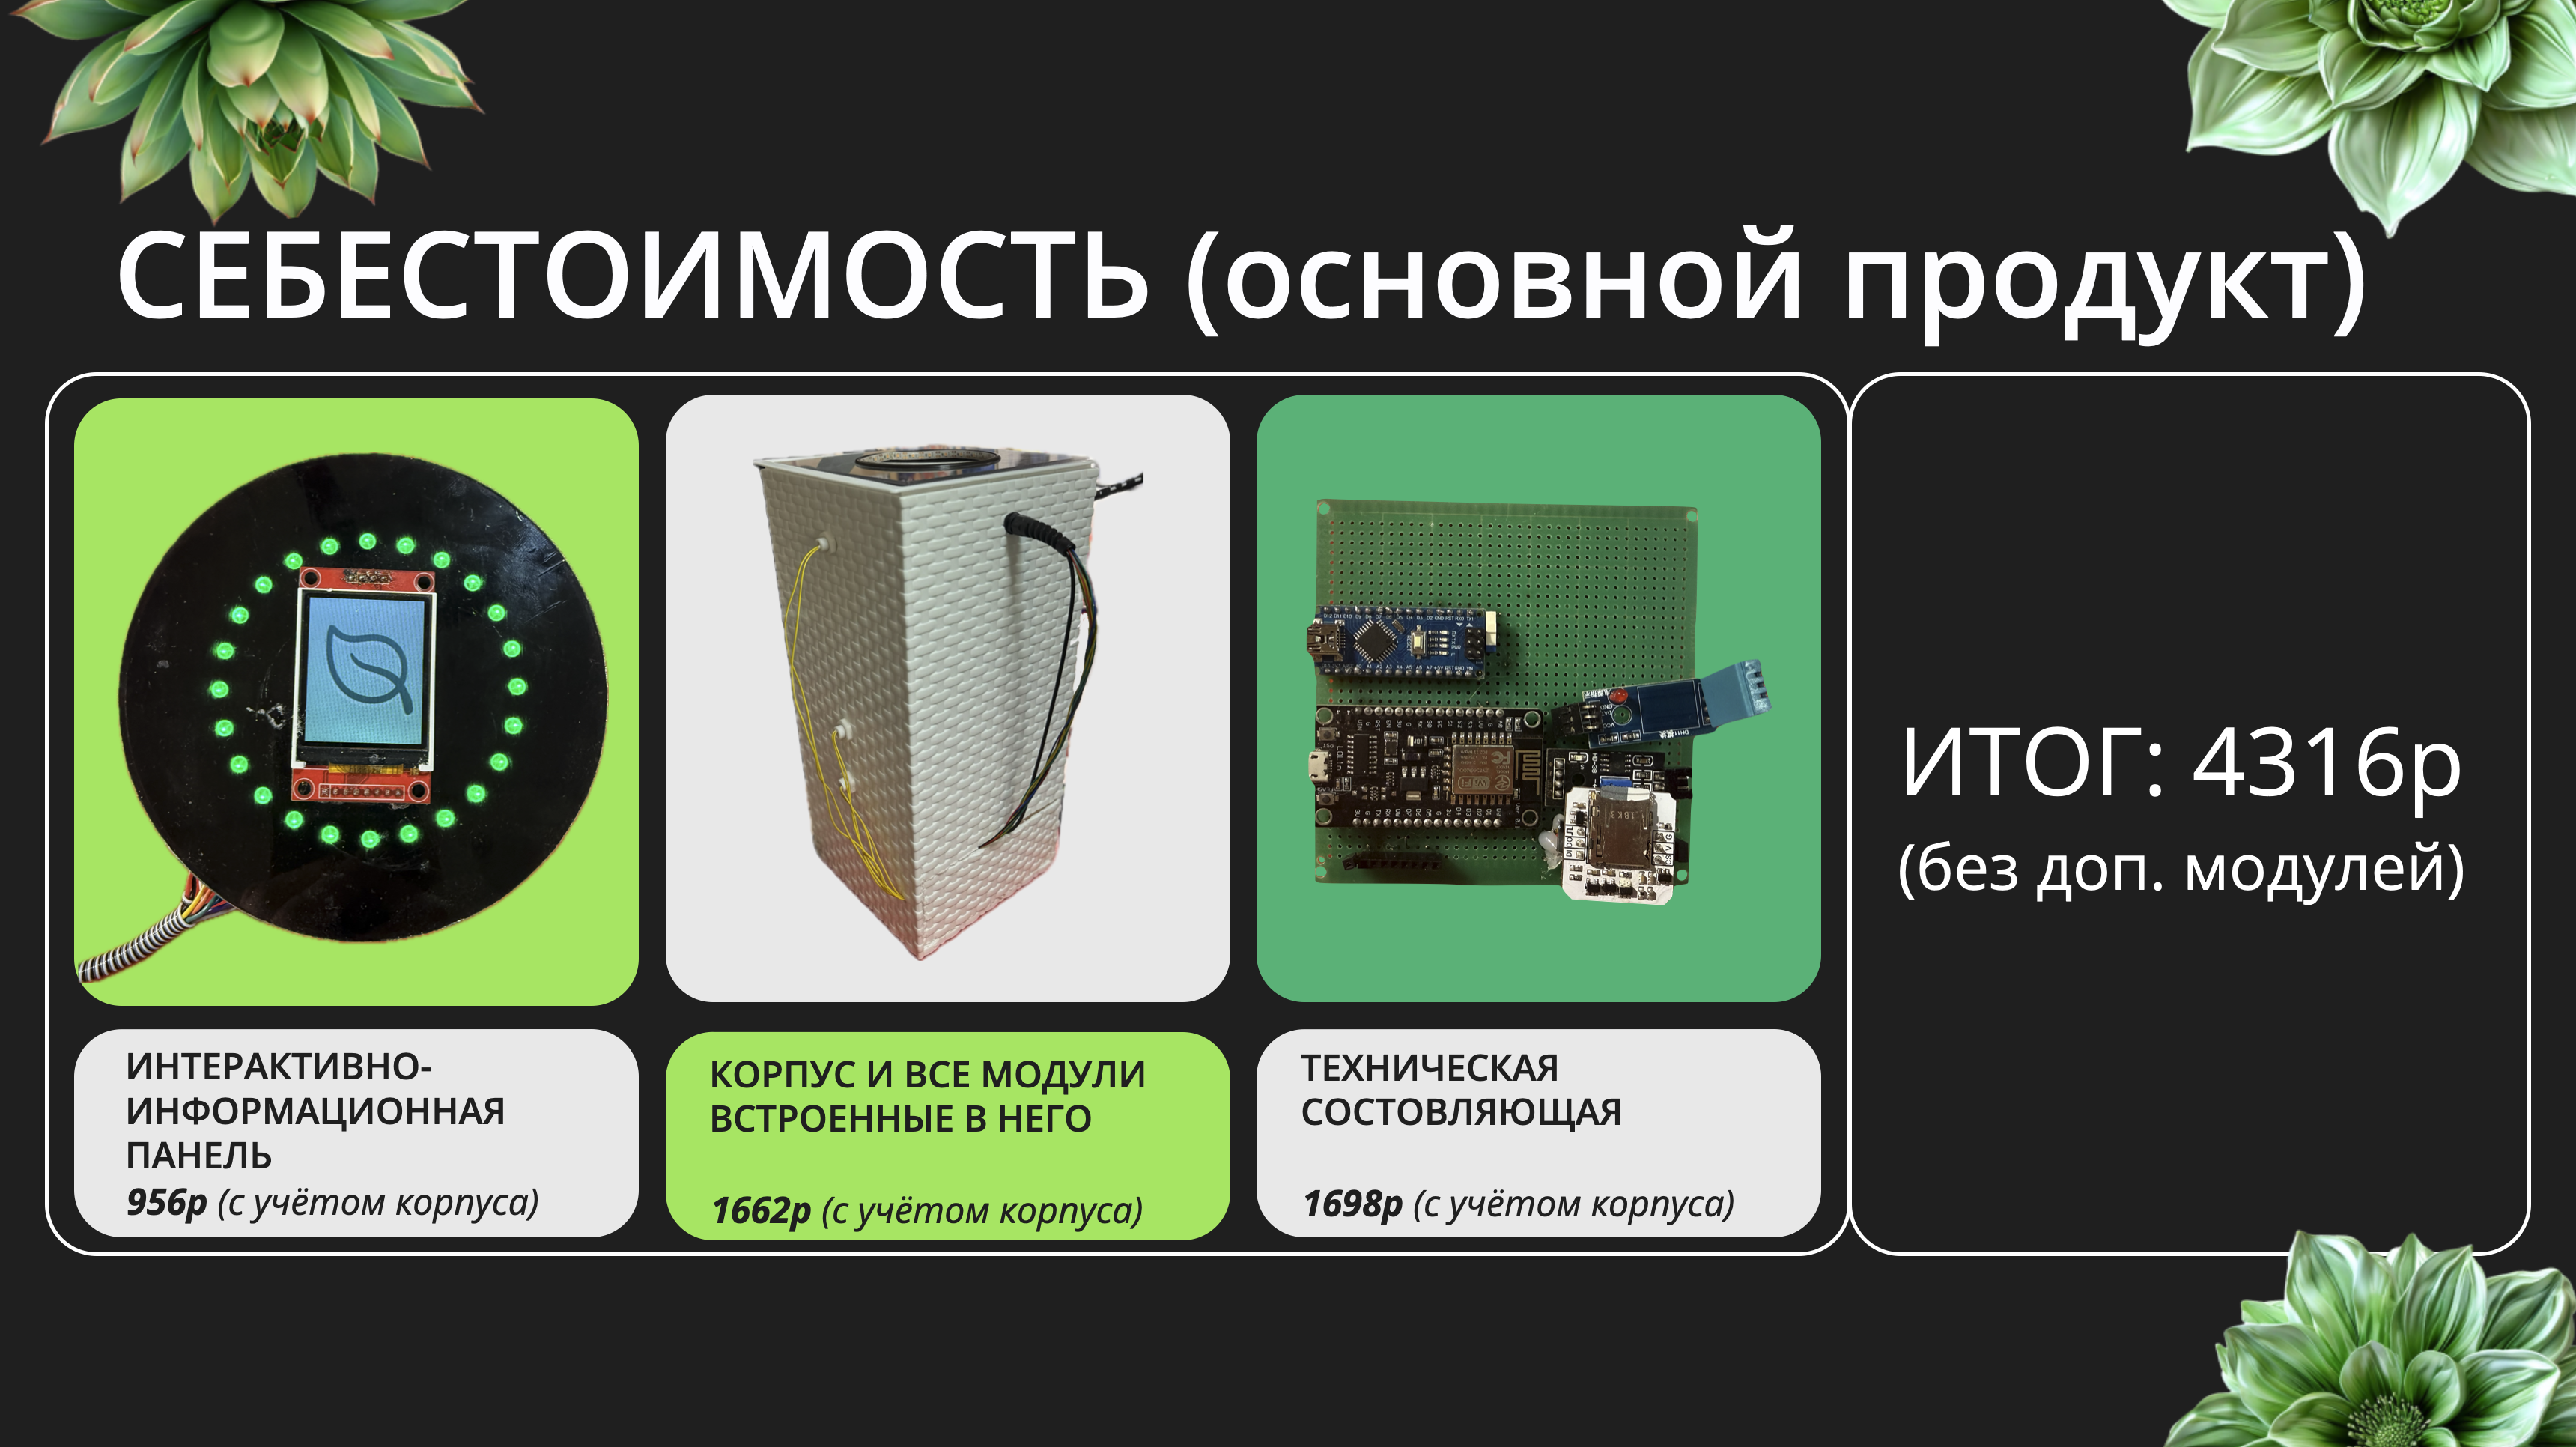 СЕБЕСТОИМОСТЬ (основной продукт)
ИНТЕРАКТИВНО-
ИНФОРМАЦИОННАЯ
ПАНЕЛЬ
956р (с учётом корпуса)
КОРПУС И ВСЕ МОДУЛИ
ВСТРОЕННЫЕ В НЕГО
1662р (с учётом корпуса)
ТЕХНИЧЕСКАЯ
СОСТОВЛЯЮЩАЯ
1698р (с учётом корпуса)
ИТОГ: 4316р
(без доп. модулей)